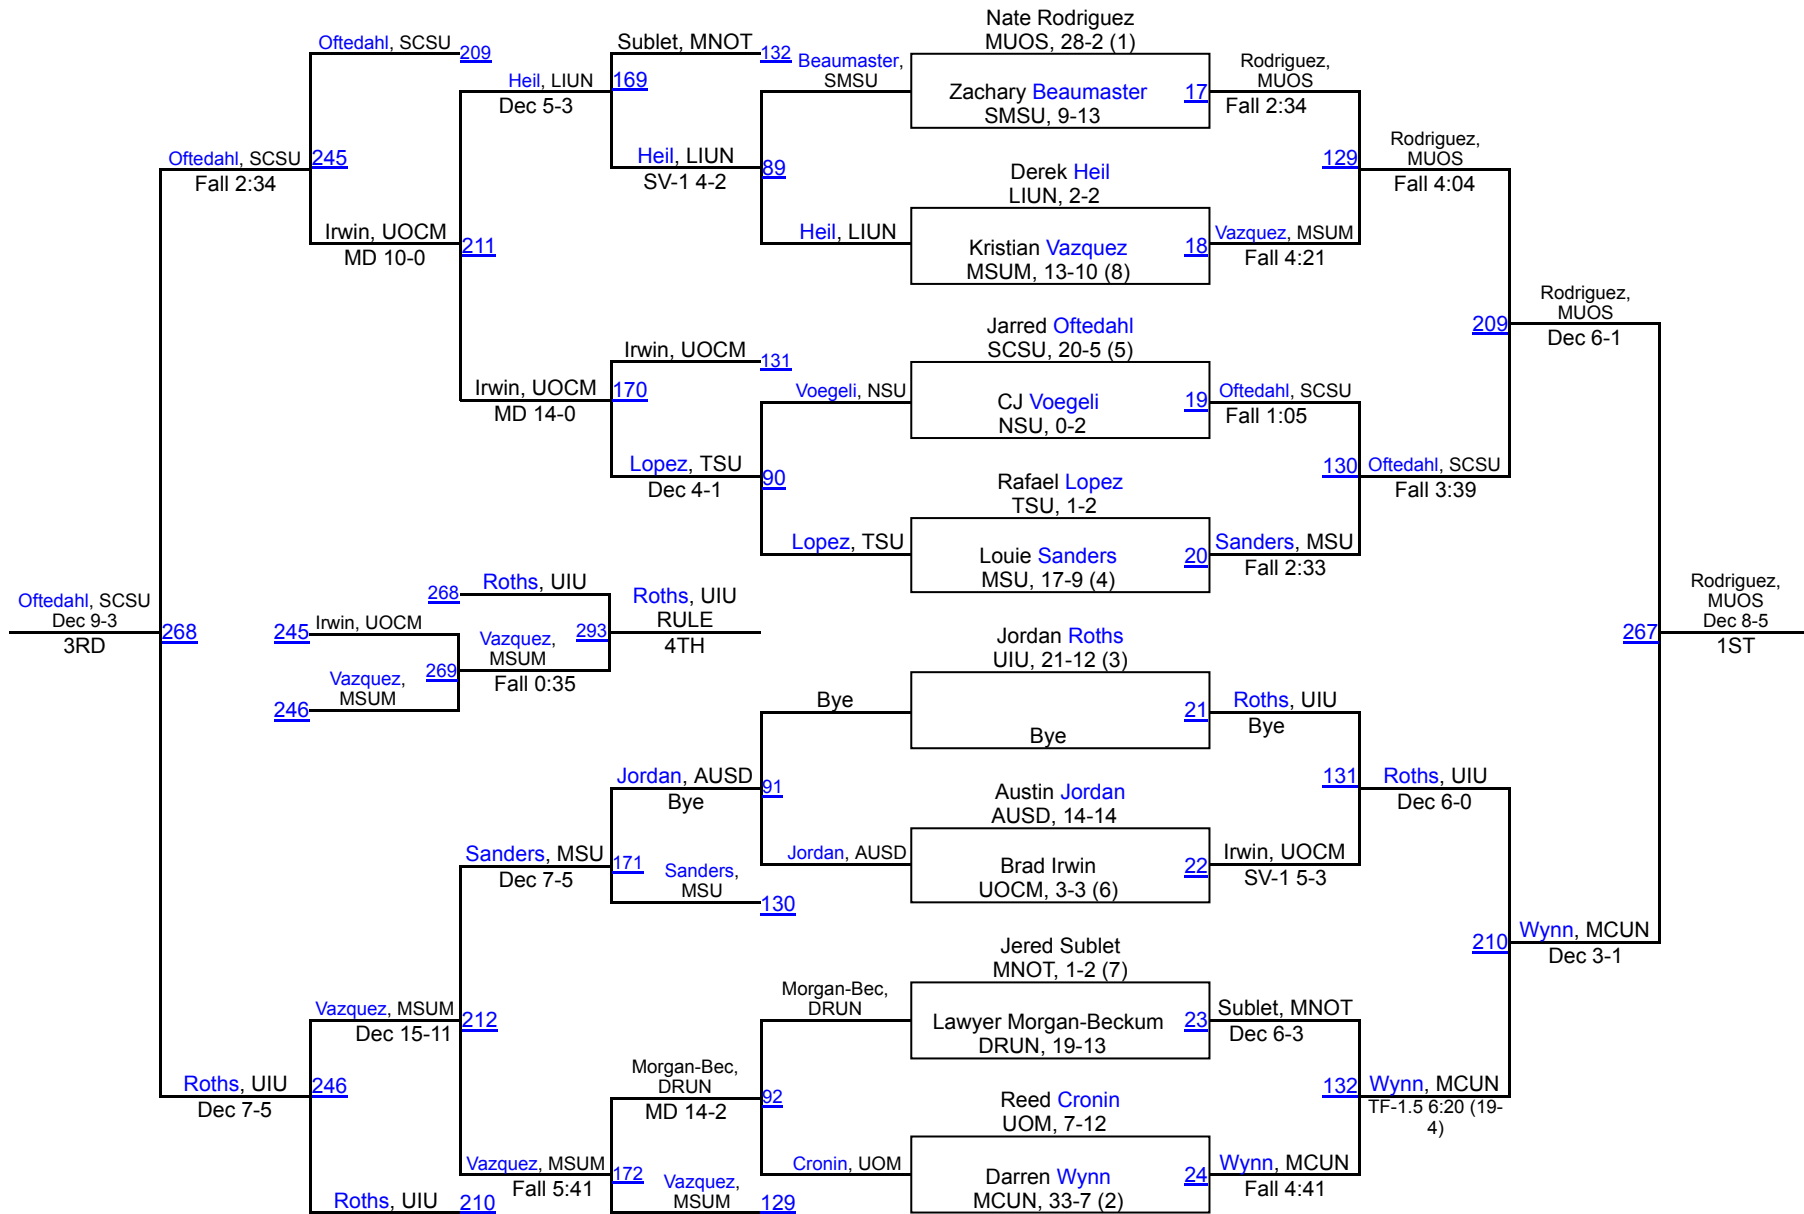 Nate Rodriguez
MUOS, 28-2 (1)
Zachary Beaumaster
SMSU, 9-13
17
Derek Heil
LIUN, 2-2
Kristian Vazquez
MSUM, 13-10 (8)
18
Jarred Oftedahl
SCSU, 20-5 (5)
CJ Voegeli
NSU, 0-2
19
Rafael Lopez
TSU, 1-2
Louie Sanders
MSU, 17-9 (4)
20
Jordan Roths
UIU, 21-12 (3)
Bye
21
Austin Jordan
AUSD, 14-14
Brad Irwin
UOCM, 3-3 (6)
22
Jered Sublet
MNOT, 1-2 (7)
Lawyer Morgan-Beckum
DRUN, 19-13
23
Reed Cronin
UOM, 7-12
Darren Wynn
MCUN, 33-7 (2)
24
Rodriguez,
MUOS
Fall 2:34
129
Vazquez, MSUM
Fall 4:21
Oftedahl, SCSU
Fall 1:05
130
Sanders, MSU
Fall 2:33
Roths, UIU
Bye
131
Irwin, UOCM
SV-1 5-3
Sublet, MNOT
Dec 6-3
132
Wynn, MCUN
Fall 4:41
Rodriguez,
MUOS
Fall 4:04
209
Oftedahl, SCSU
Fall 3:39
Roths, UIU
Dec 6-0
210
Wynn, MCUN
TF-1.5 6:20 (19-
4)
Rodriguez,
MUOS
Dec 6-1
267
Wynn, MCUN
Dec 3-1
Rodriguez,
MUOS
Dec 8-5
1ST
Beaumaster,
SMSU
89
Heil, LIUN
Voegeli, NSU
90
Lopez, TSU
Bye
91
Jordan, AUSD
Morgan-Bec,
DRUN
92
Cronin, UOM
Sublet, MNOT
132
169
Heil, LIUN
SV-1 4-2
Irwin, UOCM
131
170
Lopez, TSU
Dec 4-1
Jordan, AUSD
Bye
171
Sanders,
MSU
130
Morgan-Bec,
DRUN
MD 14-2
172
Vazquez,
MSUM
129
Heil, LIUN
Dec 5-3
211
Irwin, UOCM
MD 14-0
Sanders, MSU
Dec 7-5
212
Vazquez, MSUM
Fall 5:41
Oftedahl, SCSU
209
245
Irwin, UOCM
MD 10-0
Vazquez, MSUM
Dec 15-11
246
Roths, UIU
210
Oftedahl, SCSU
Fall 2:34
268
Roths, UIU
Dec 7-5
Oftedahl, SCSU
Dec 9-3
3RD
245
Irwin, UOCM
269
Vazquez,
MSUM
246
268
Roths, UIU
293
Vazquez,
MSUM
Fall 0:35
Roths, UIU
RULE
4TH